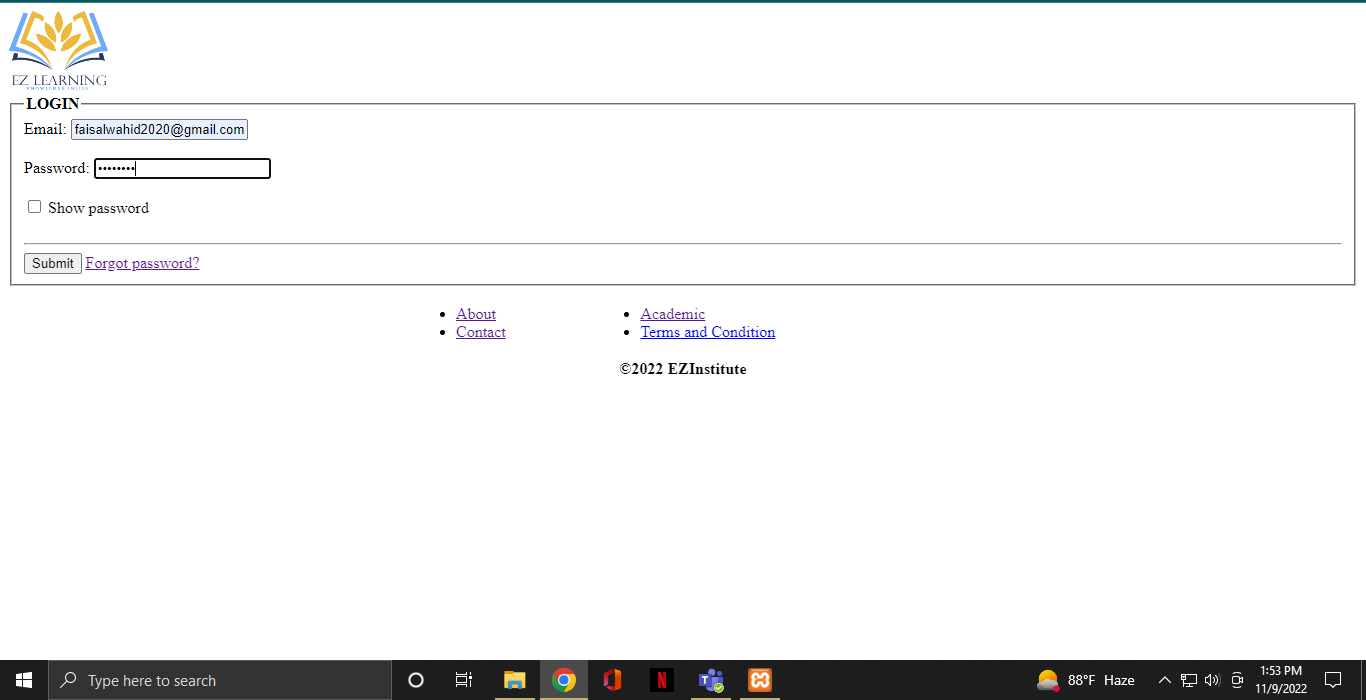 EZ LEARNING
KNOWLEDGE INSIDE
LOGIN
Email: faisalwahid2020@gmail.com
Password: ••••••••
Show password
Submit Forgot password?
About
Contact
Academic
Terms and Condition
©2022 EZInstitute
Type here to search
88°F Haze
1:53 PM
11/9/2022